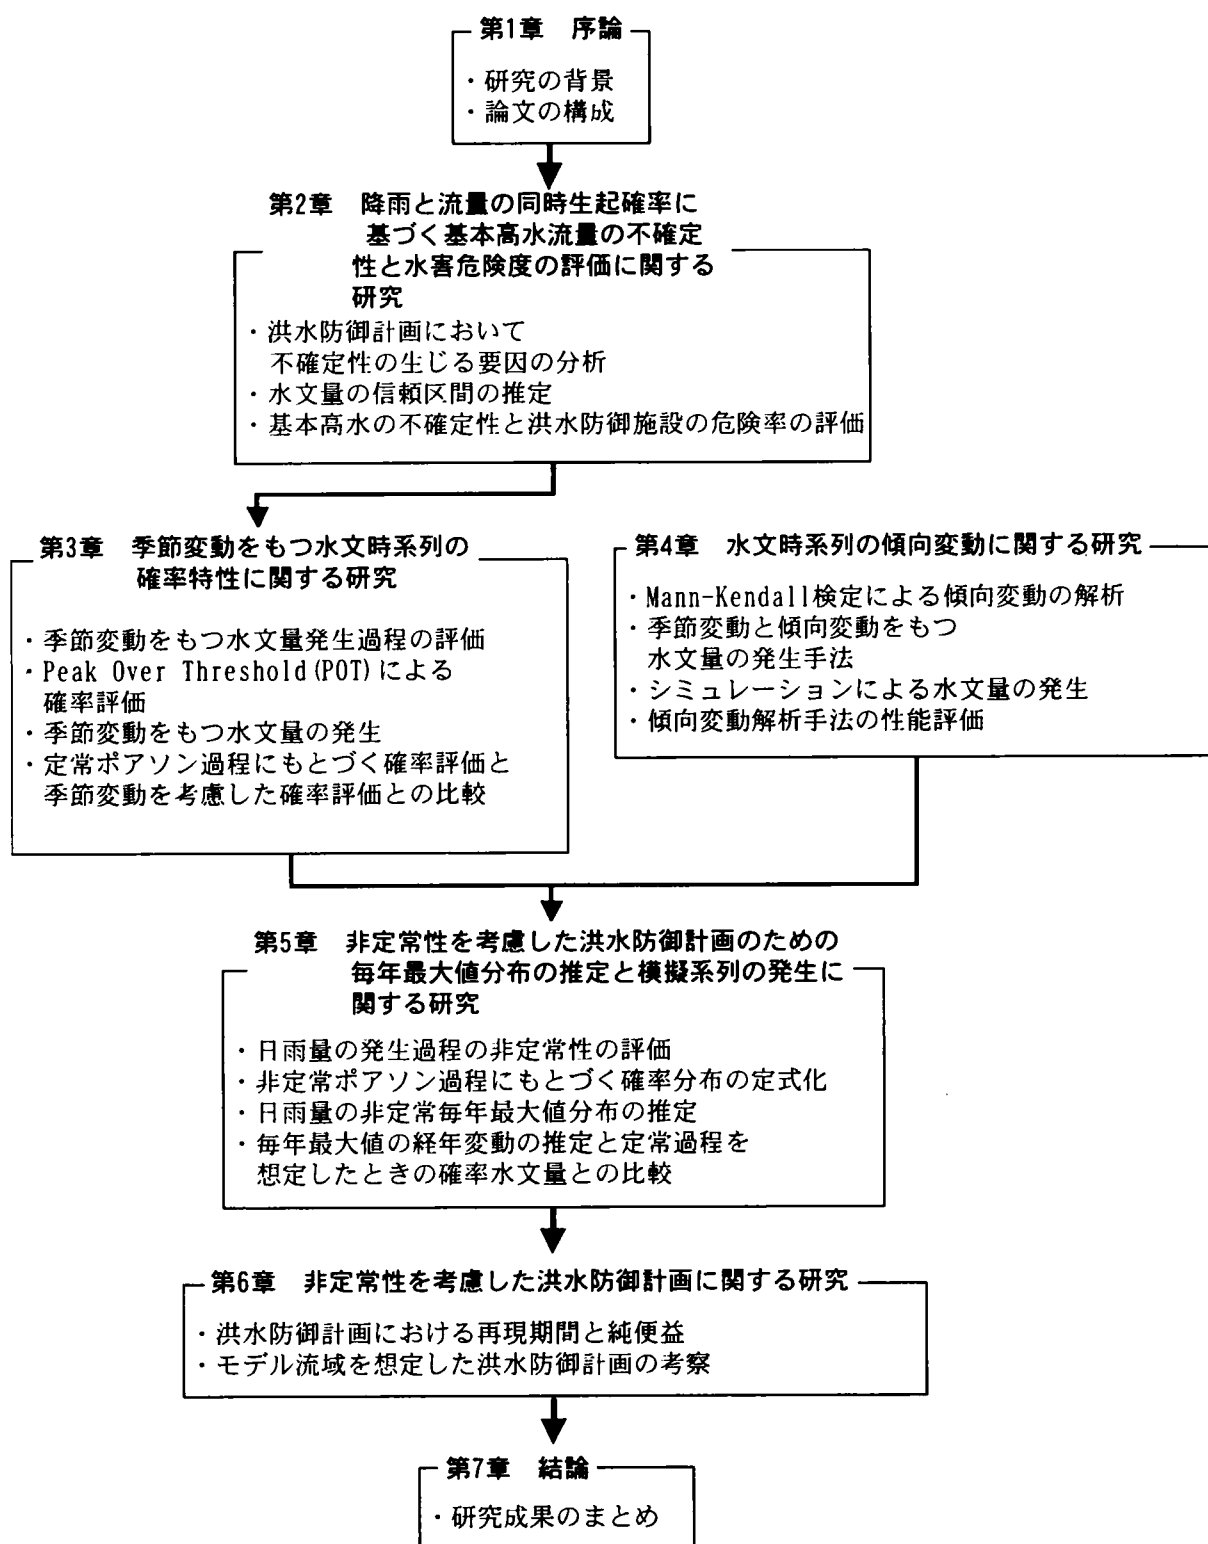 第1章 序論
・研究の背景
・論文の構成
第2章 降雨と流量の同時生起確率に
基づく基本高水流量の不確定
性と水害危険度の評価に関する
研究
・洪水防御計画において
不確定性の生じる要因の分析
・水文量の信頼区間の推定
・基本高水の不確定性と洪水防御施設の危険率の評価
第3章 季節変動をもつ水文時系列の
確率特性に関する研究
・季節変動をもつ水文量発生過程の評価
・Peak Over Threshold(POT)による
確率評価
・季節変動をもつ水文量の発生
・定常ポアソン過程にもとづく確率評価と
季節変動を考慮した確率評価との比較
第4章 水文時系列の傾向変動に関する研究
・Mann-Kendall検定による傾向変動の解析
・季節変動と傾向変動をもつ
水文量の発生手法
・シミュレーションによる水文量の発生
・傾向変動解析手法の性能評価
第5章 非定常性を考慮した洪水防御計画のための
毎年最大値分布の推定と模擬系列の発生に
関する研究
・日雨量の発生過程の非定常性の評価
・非定常ポアソン過程にもとづく確率分布の定式化
・日雨量の非定常毎年最大値分布の推定
・毎年最大値の経年変動の推定と定常過程を
想定したときの確率水文量との比較
第6章 非定常性を考慮した洪水防御計画に関する研究
・洪水防御計画における再現期間と純便益
・モデル流域を想定した洪水防御計画の考察
第7章 結論
・研究成果のまとめ